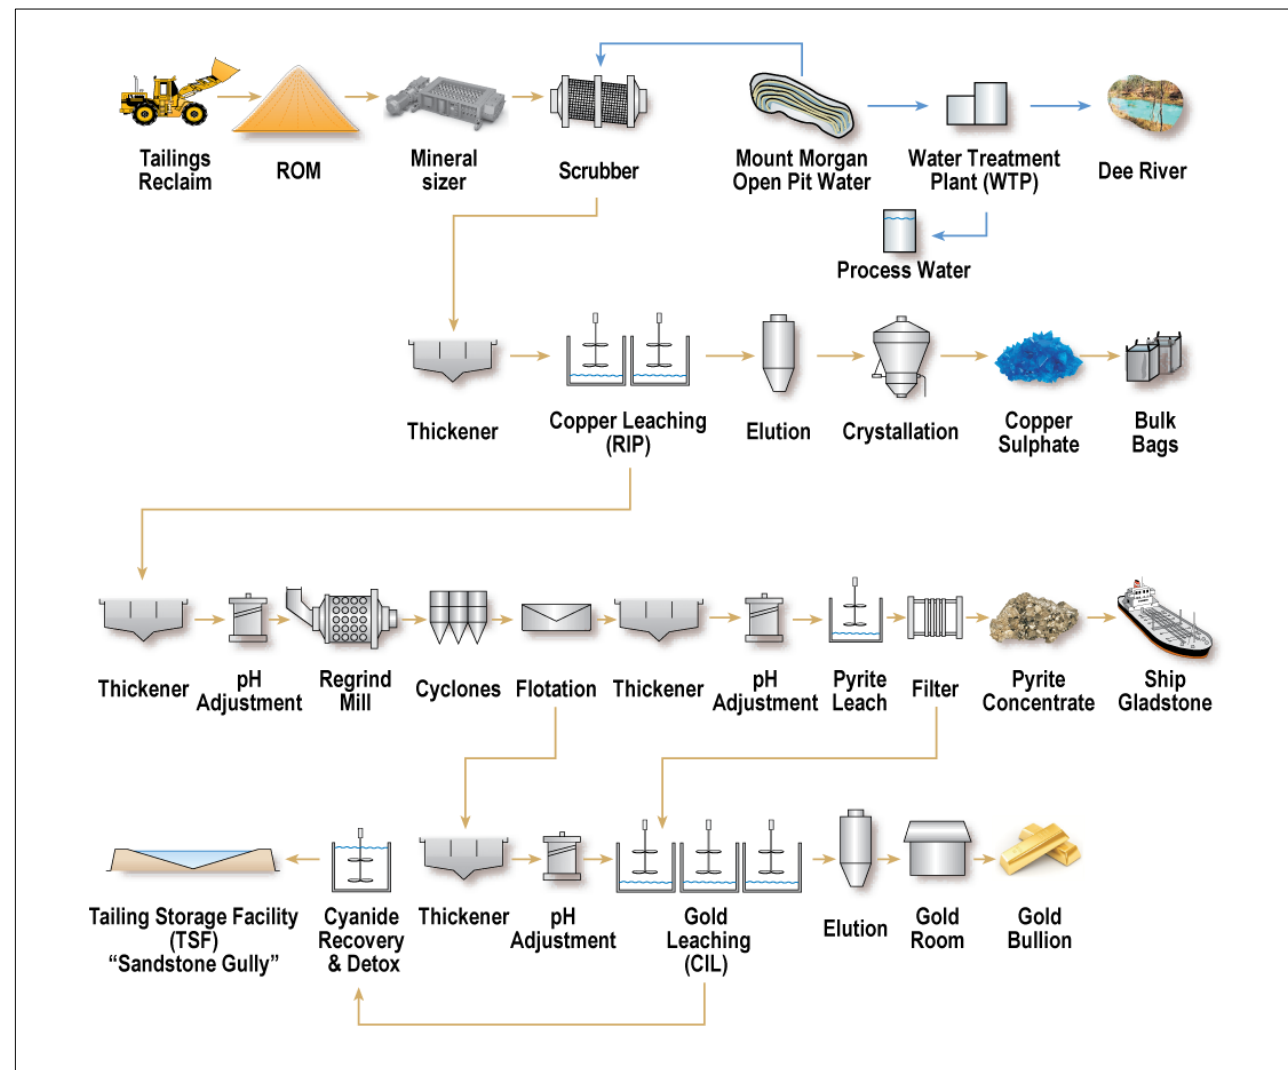 Tailings
Reclaim
ROM
Mineral
sizer
Scrubber
Mount Morgan
Open Pit Water
Water Treatment
Plant (WTP)
Dee River
Process Water
Thickener
Copper Leaching
(RIP)
Elution
Crystallation
Copper
Sulphate
Bulk
Bags
Thickener
pH
Adjustment
Regrind
Mill
Cyclones
Flotation
Thickener
pH
Adjustment
Pyrite
Leach
Filter
Pyrite
Concentrate
Ship
Gladstone
Tailing Storage Facility
(TSF)
“Sandstone Gully”
Cyanide
Recovery
& Detox
Thickener
pH
Adjustment
Gold
Leaching
(CIL)
Elution
Gold
Room
Gold
Bullion